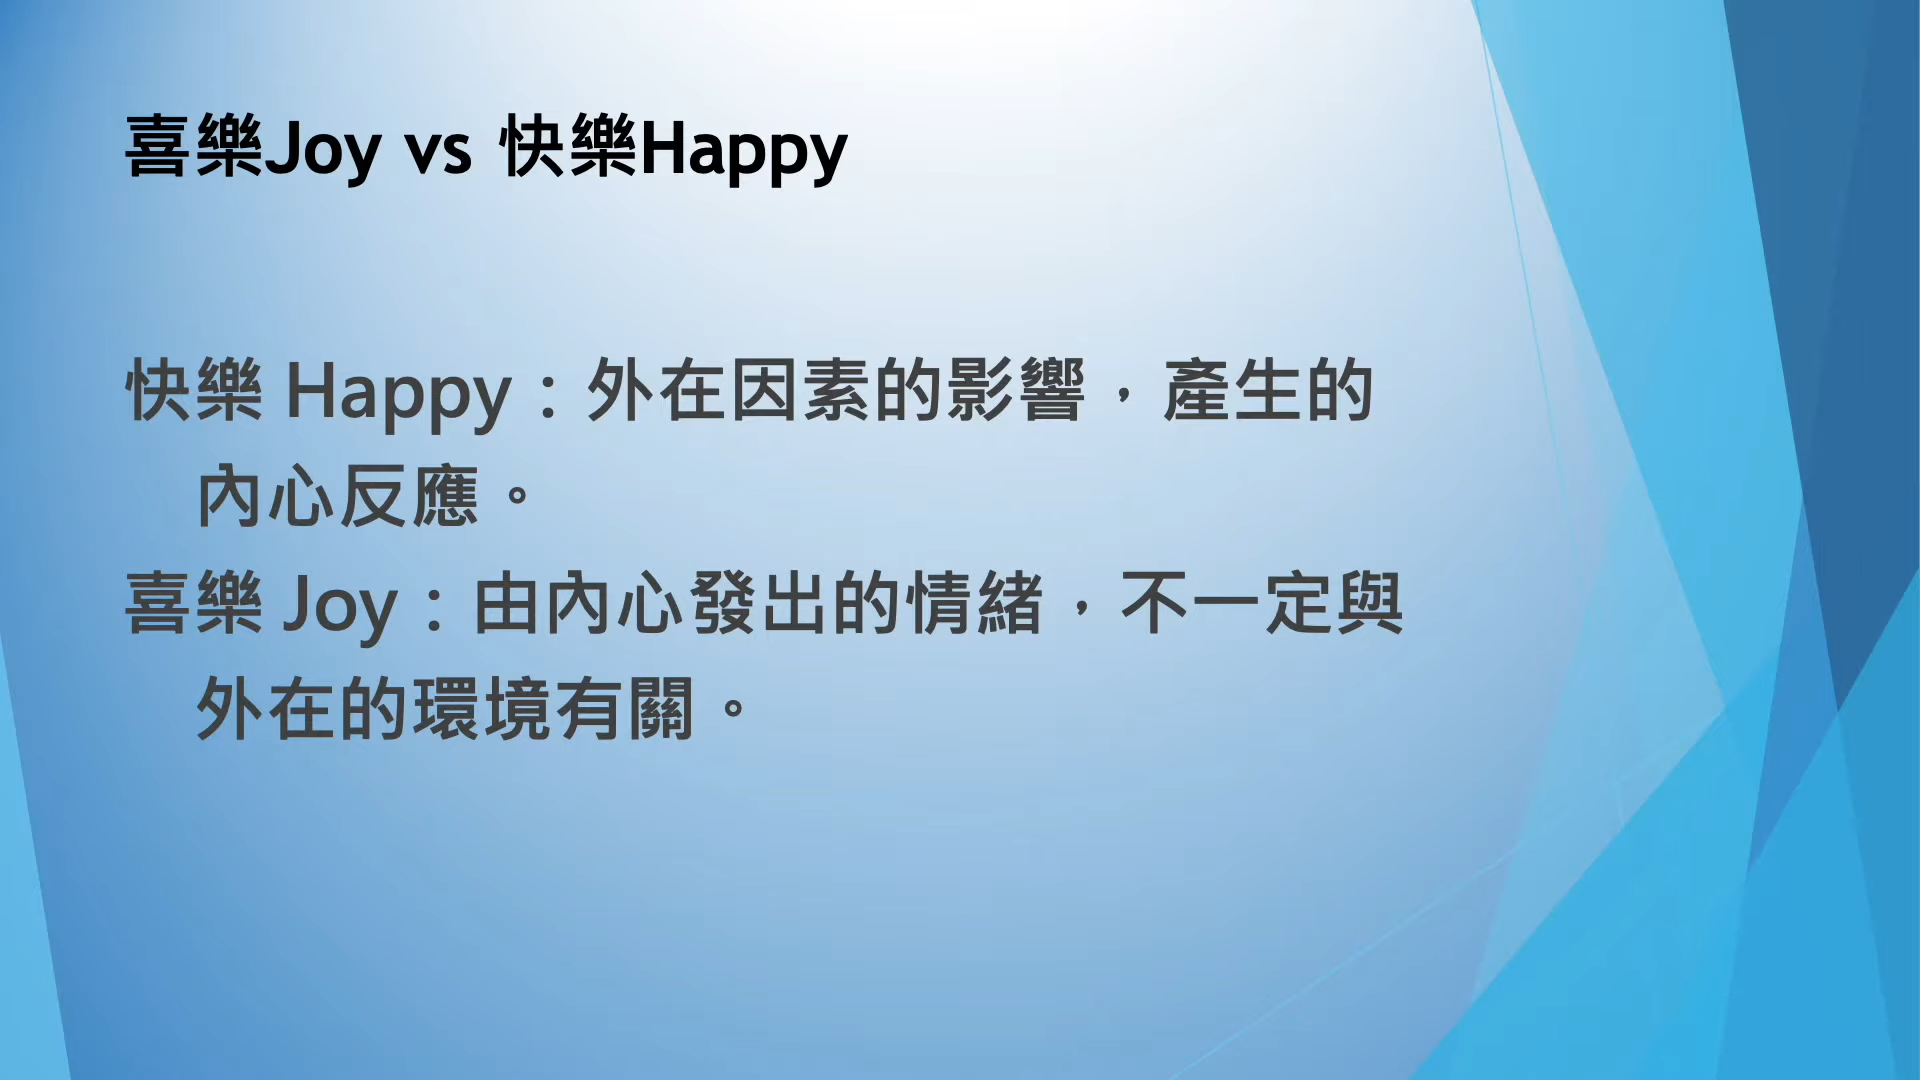 喜樂Joy vs 快樂Happy
快樂 Happy：外在因素的影響，產生的
內心反應。
喜樂 Joy：由內心發出的情緒，不一定與
外在的環境有關。